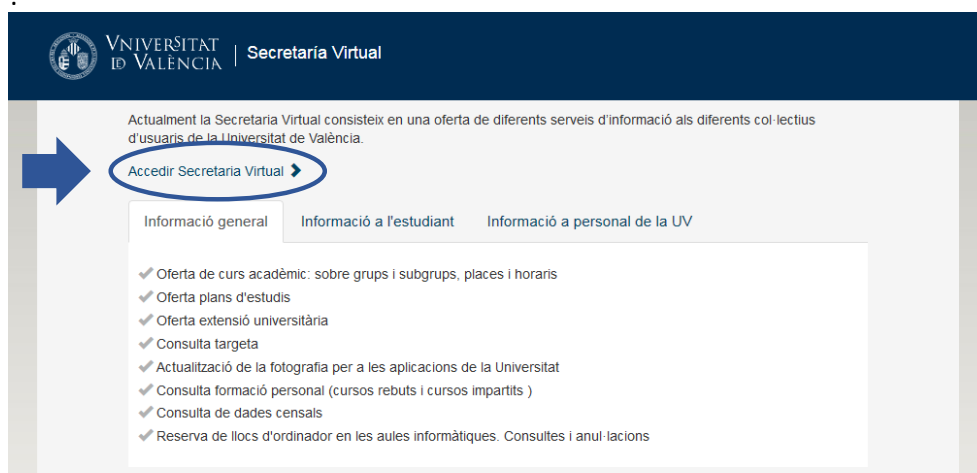 .
VNIVERSITAT
ID VALÈNCIA
Secretaría Virtual
Actualment la Secretaria Virtual consisteix en una oferta de diferents serveis d'informació als diferents col·lectius
d'usuaris de la Universitat de València.
Accedir Secretaria Virtual
Informació general Informació a l'estudiant Informació a personal de la UV
Oferta de curs acadèmic: sobre grups i subgrups, places i horaris
Oferta plans d'estudis
Oferta extensió universitària
Consulta targeta
Actualització de la fotografia per a les aplicacions de la Universitat
Consulta formació personal (cursos rebuts i cursos impartits )
Consulta de dades censals
Reserva de llocs d'ordinador en les aules informàtiques. Consultes i anul·lacions